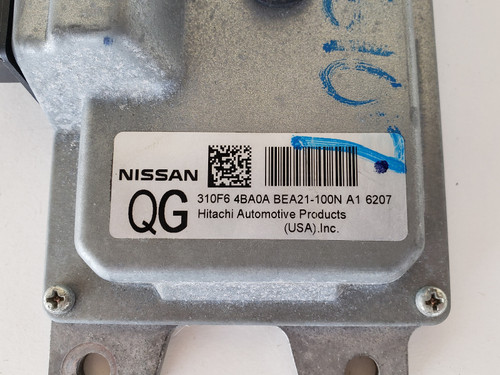 NISSAN
QG
310F6 4BA0A BEA21-100N A1 6207
Hitachi Automotive Products
(USA).Inc.